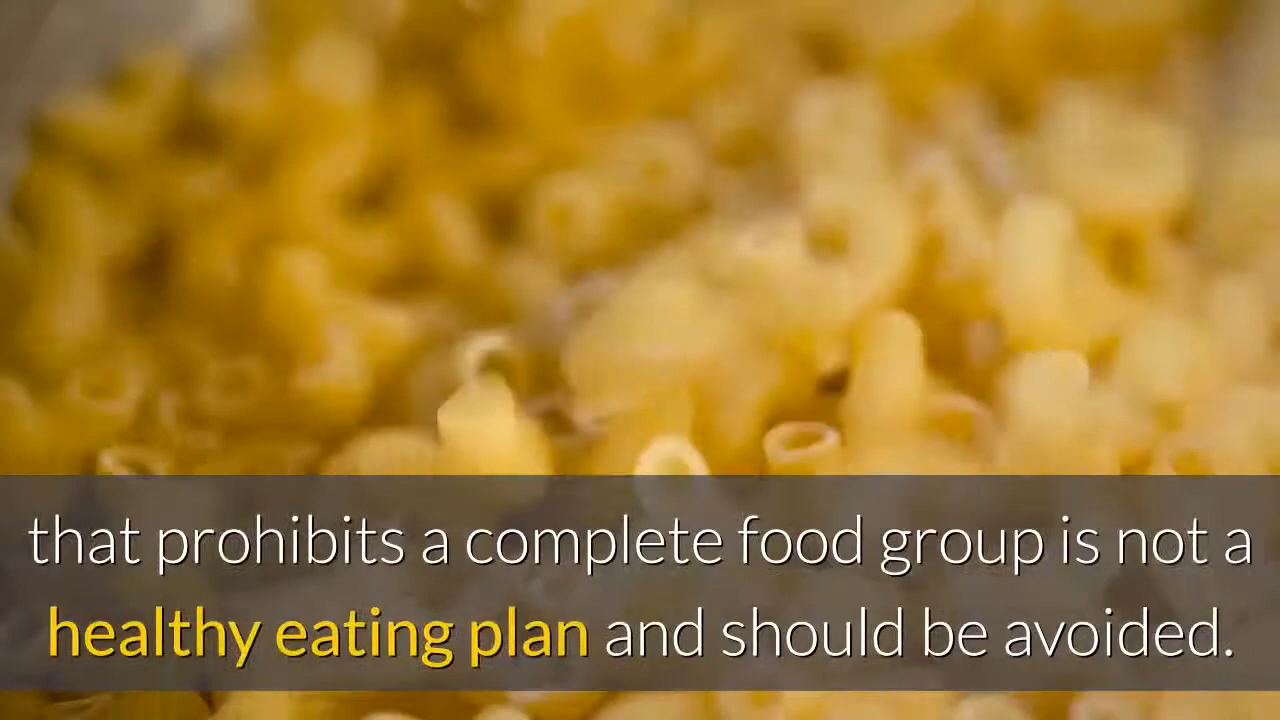 that prohibits a complete food group is not a
healthy eating plan and should be avoided.